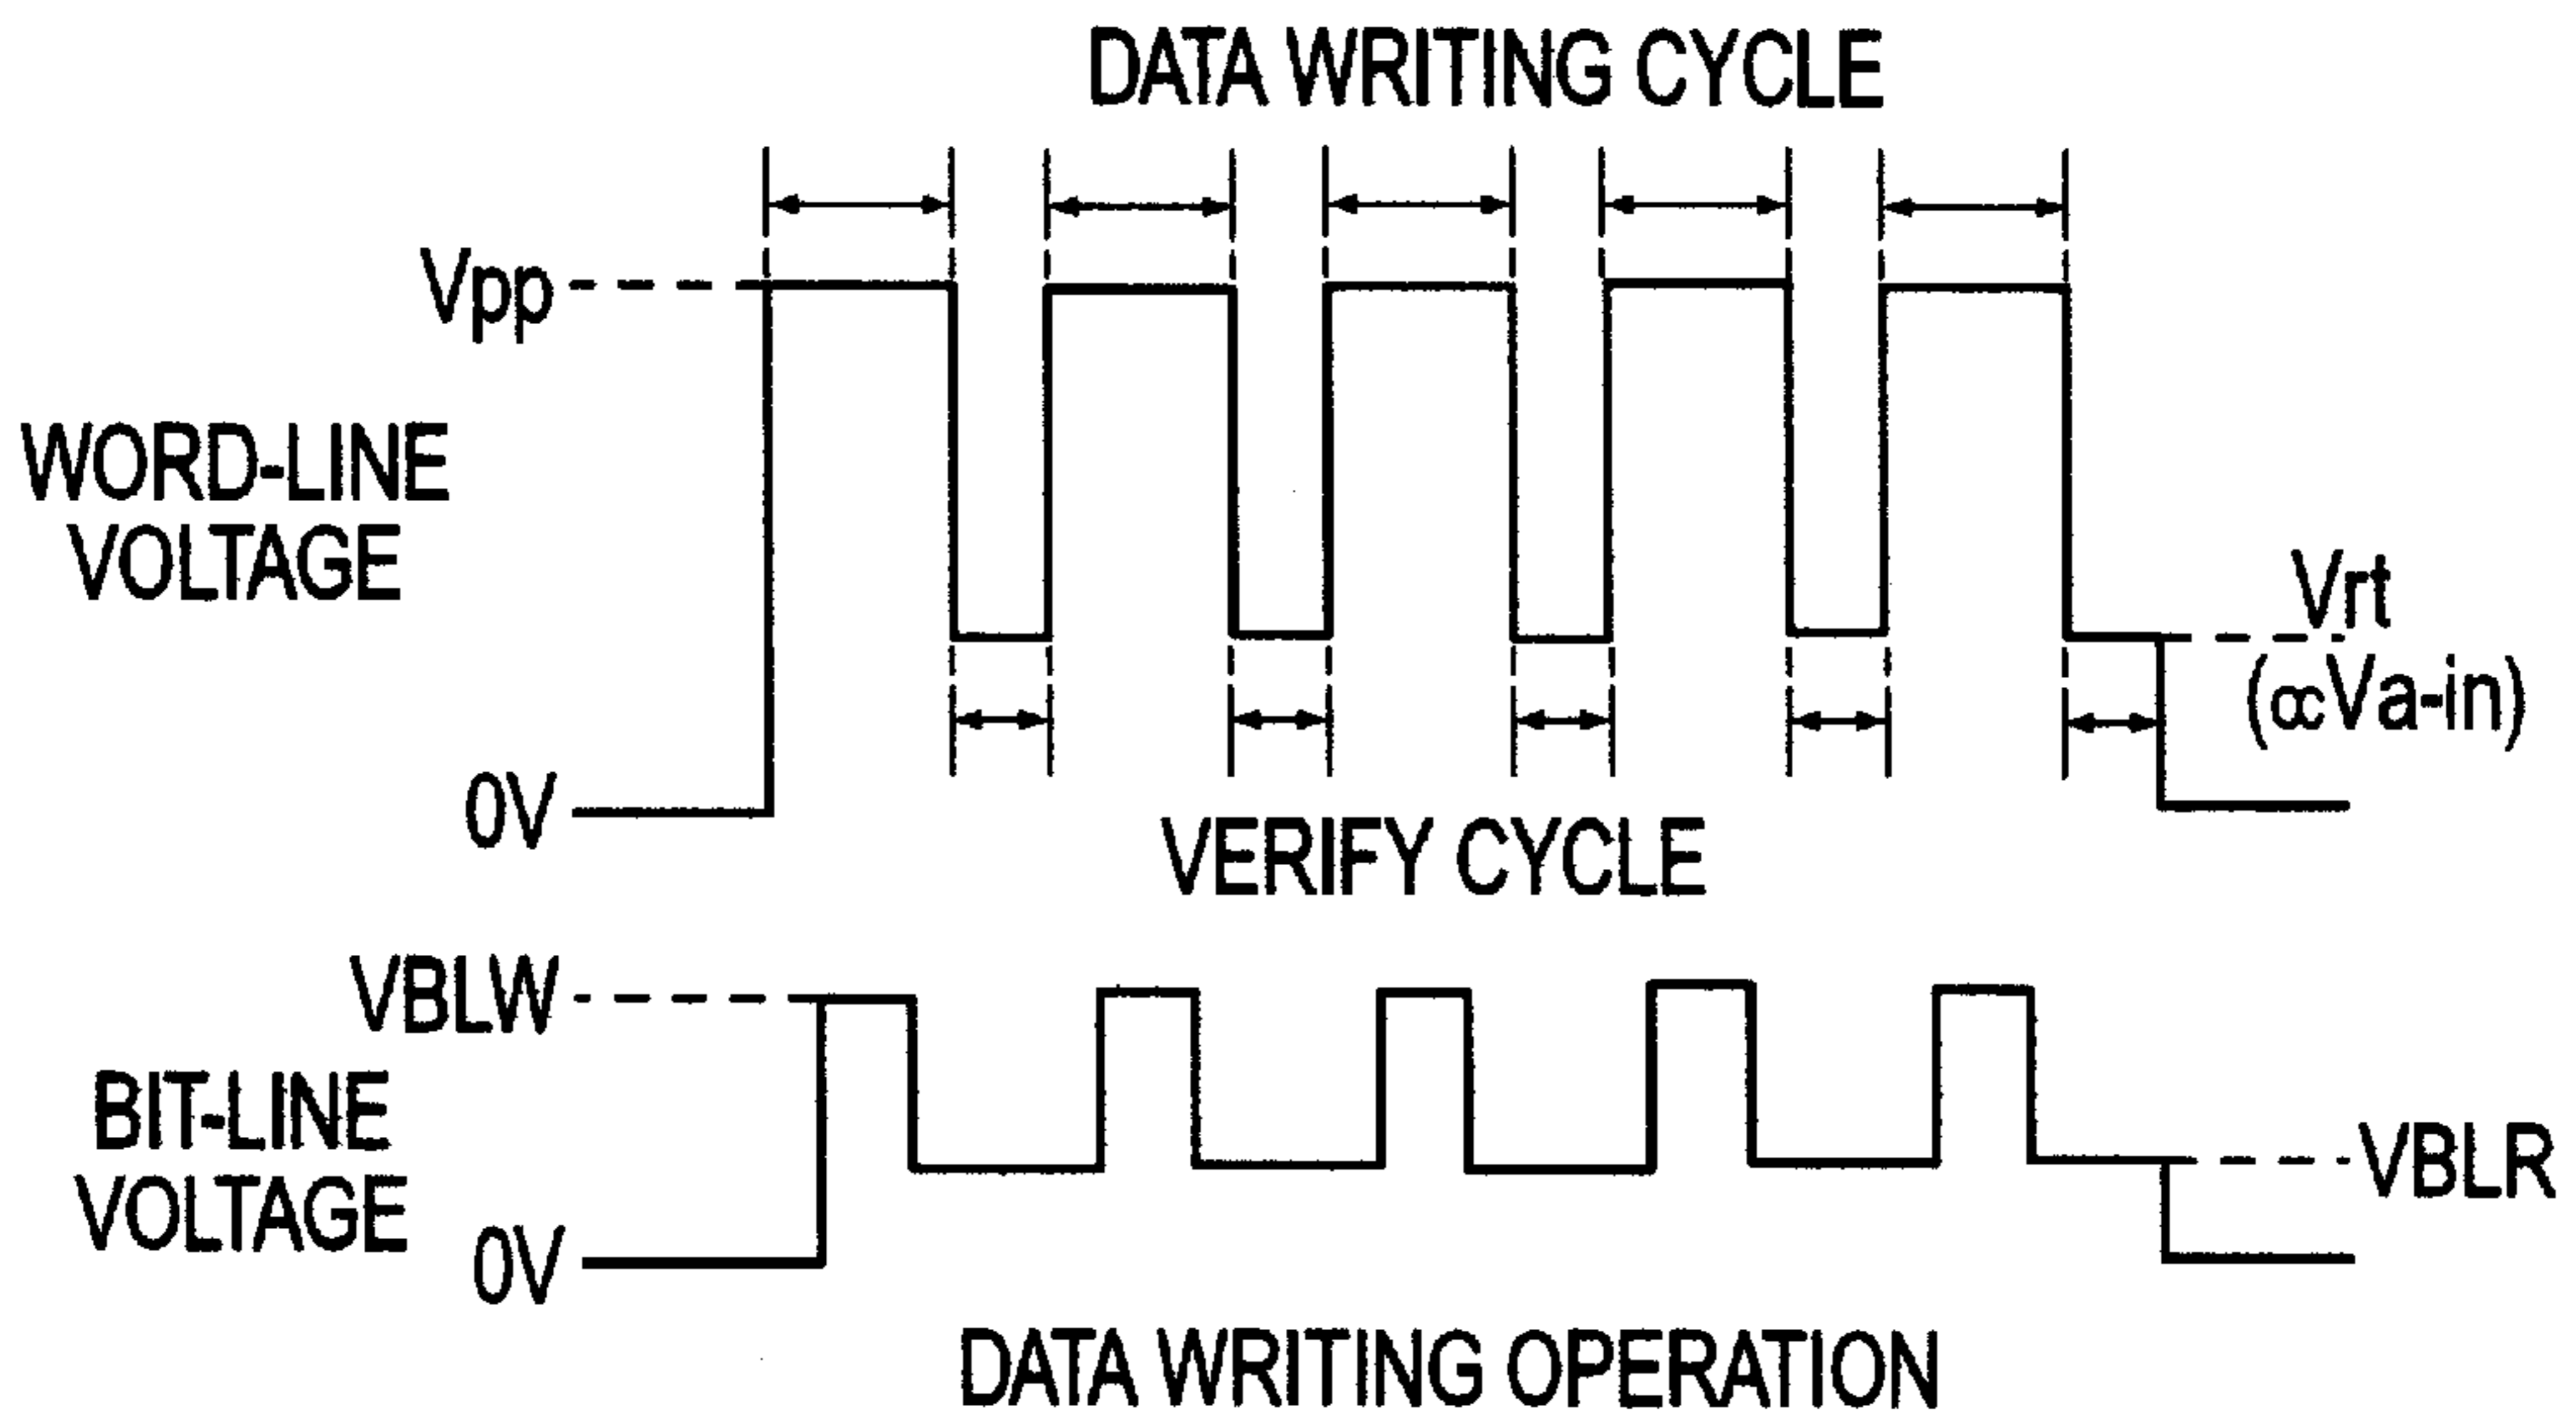 DATA WRITING CYCLE
Vpp
WORD-LINE
VOLTAGE
Vrt
(∝Va-in)
0V
VERIFY CYCLE
VBLW
BIT-LINE
VOLTAGE
VBLR
0V
DATA WRITING OPERATION